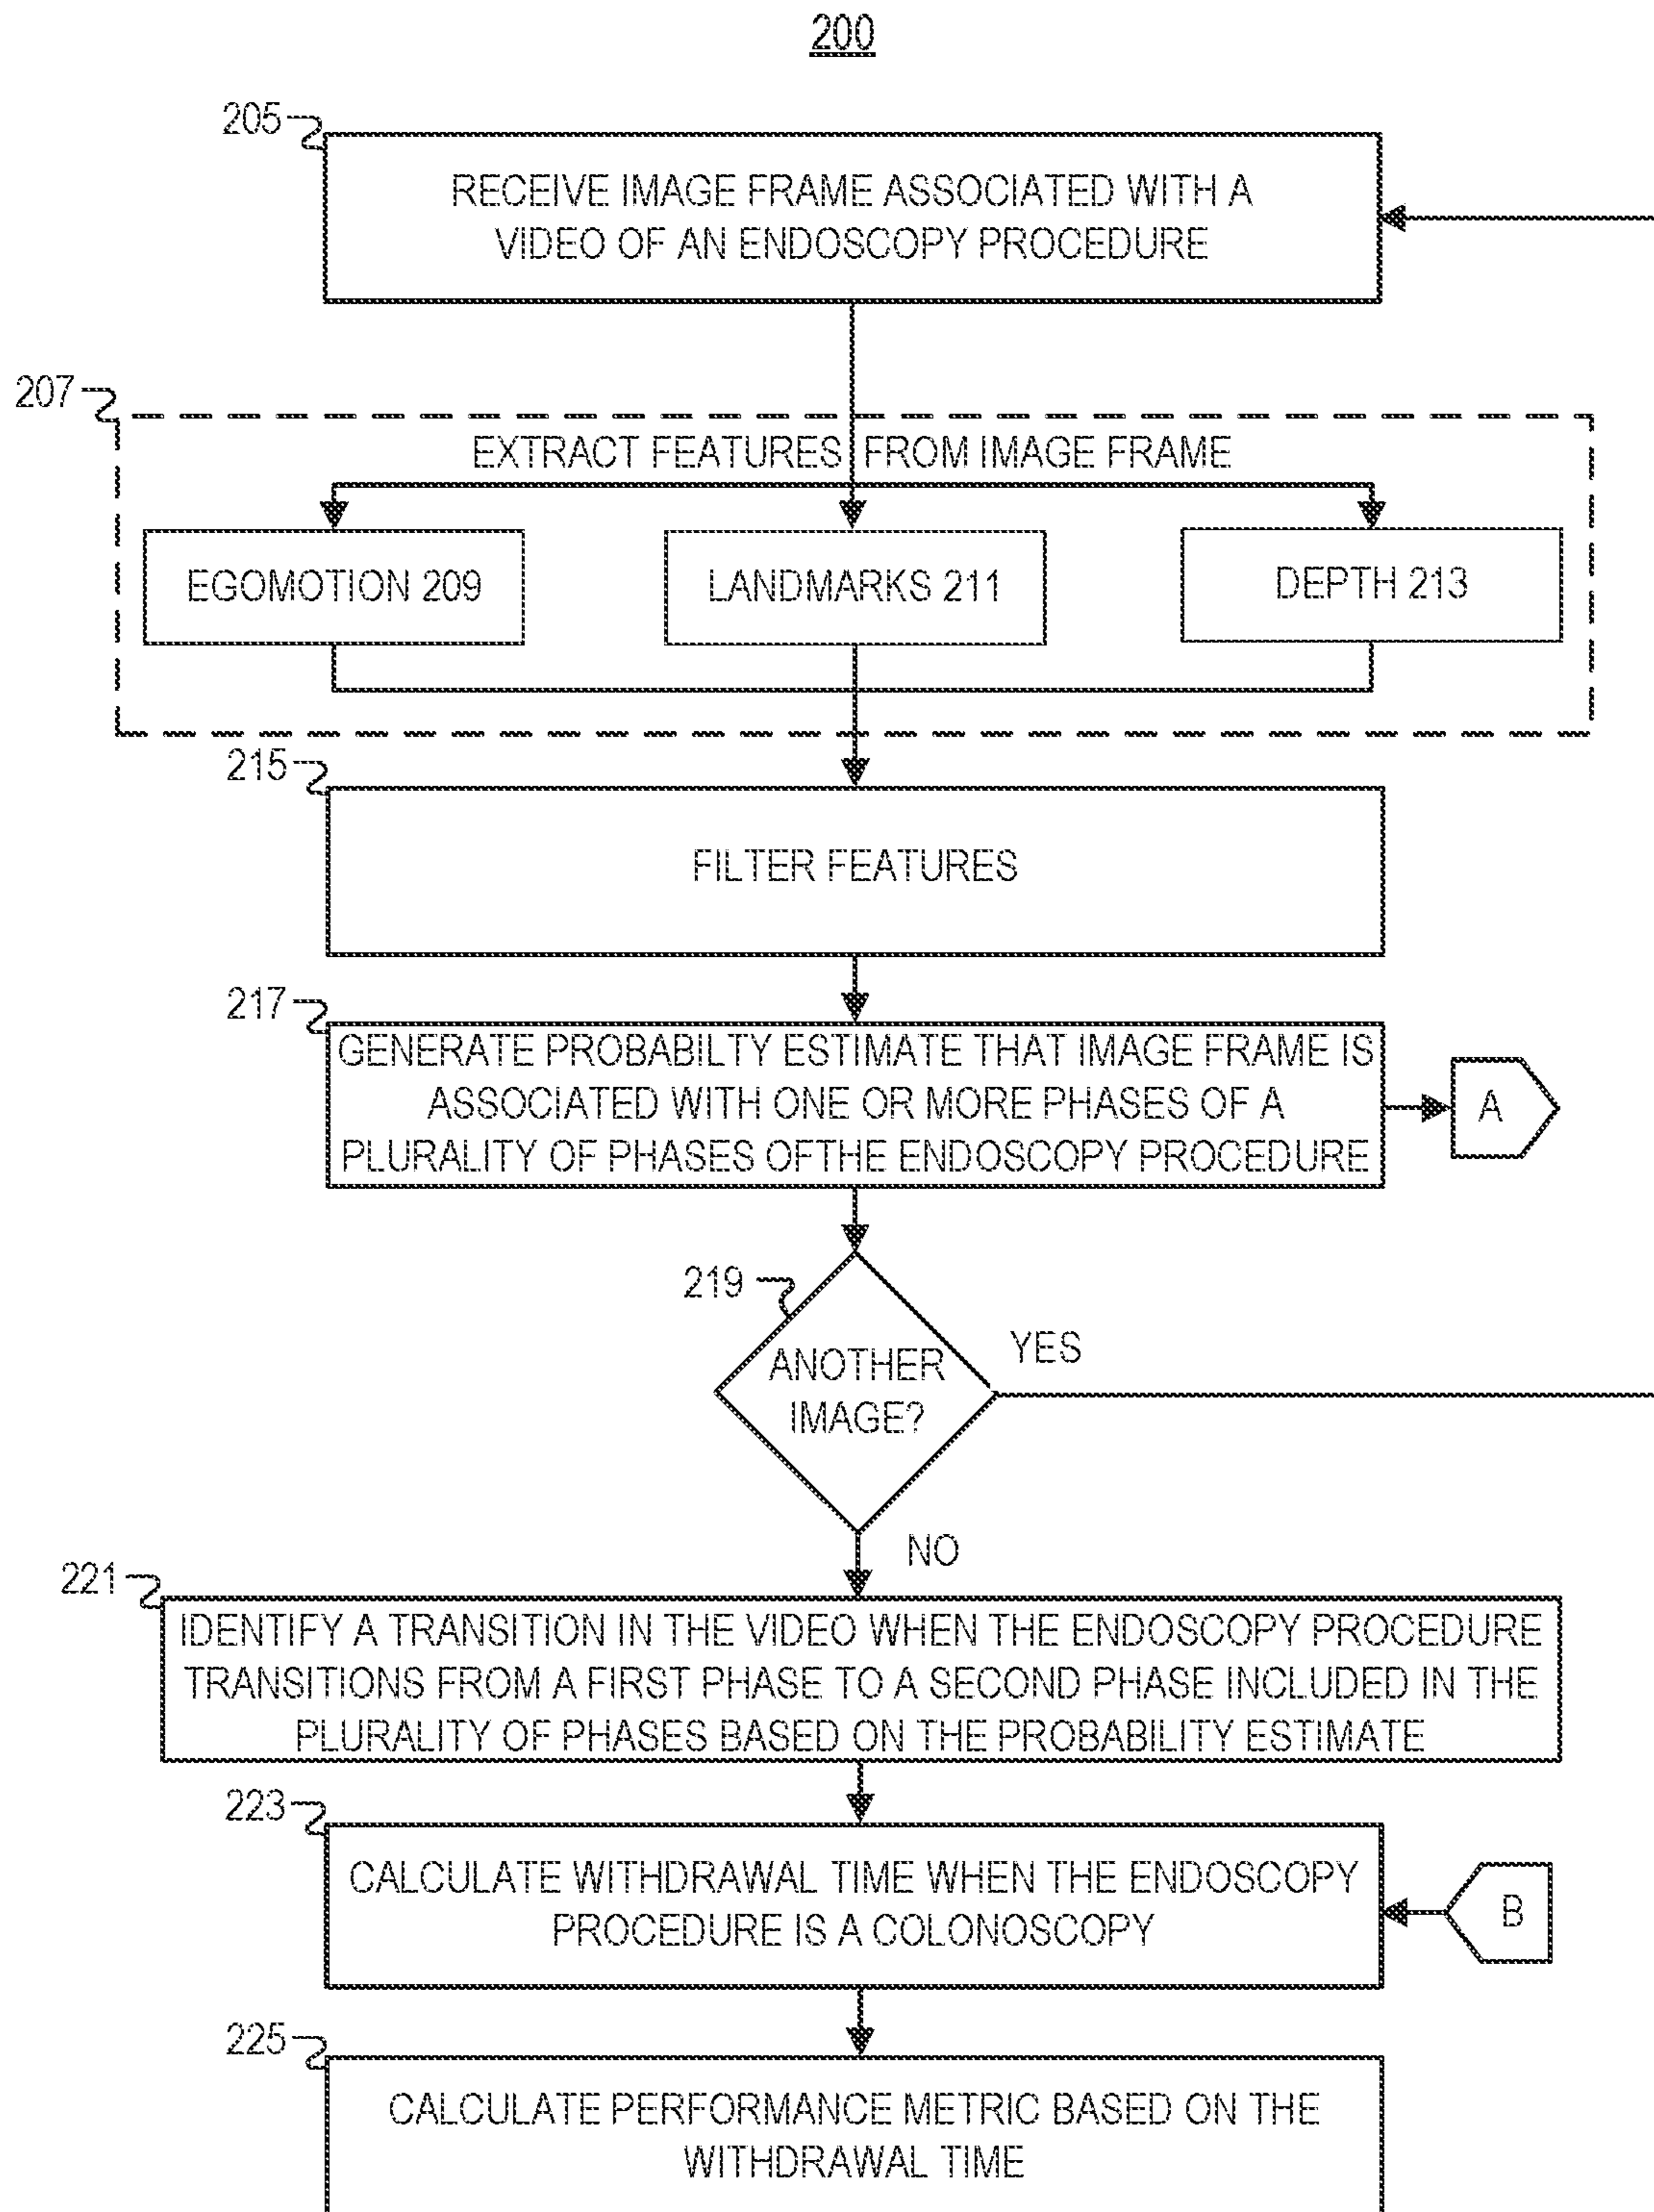 200
205
RECEIVE IMAGE FRAME ASSOCIATED WITH A
VIDEO OF AN ENDOSCOPY PROCEDURE
207
EXTRACT FEATURES FROM IMAGE FRAME
EGOMOTION 209
LANDMARKS 211
DEPTH 213
215
FILTER FEATURES
217
GENERATE PROBABILTY ESTIMATE THAT IMAGE FRAME IS
ASSOCIATED WITH ONE OR MORE PHASES OF A
PLURALITY OF PHASES OFTHE ENDOSCOPY PROCEDURE
A
219
ANOTHER
IMAGE?
YES
NO
221
IDENTIFY A TRANSITION IN THE VIDEO WHEN THE ENDOSCOPY PROCEDURE
TRANSITIONS FROM A FIRST PHASE TO A SECOND PHASE INCLUDED IN THE
PLURALITY OF PHASES BASED ON THE PROBABILITY ESTIMATE
223
CALCULATE WITHDRAWAL TIME WHEN THE ENDOSCOPY
PROCEDURE IS A COLONOSCOPY
B
225
CALCULATE PERFORMANCE METRIC BASED ON THE
WITHDRAWAL TIME